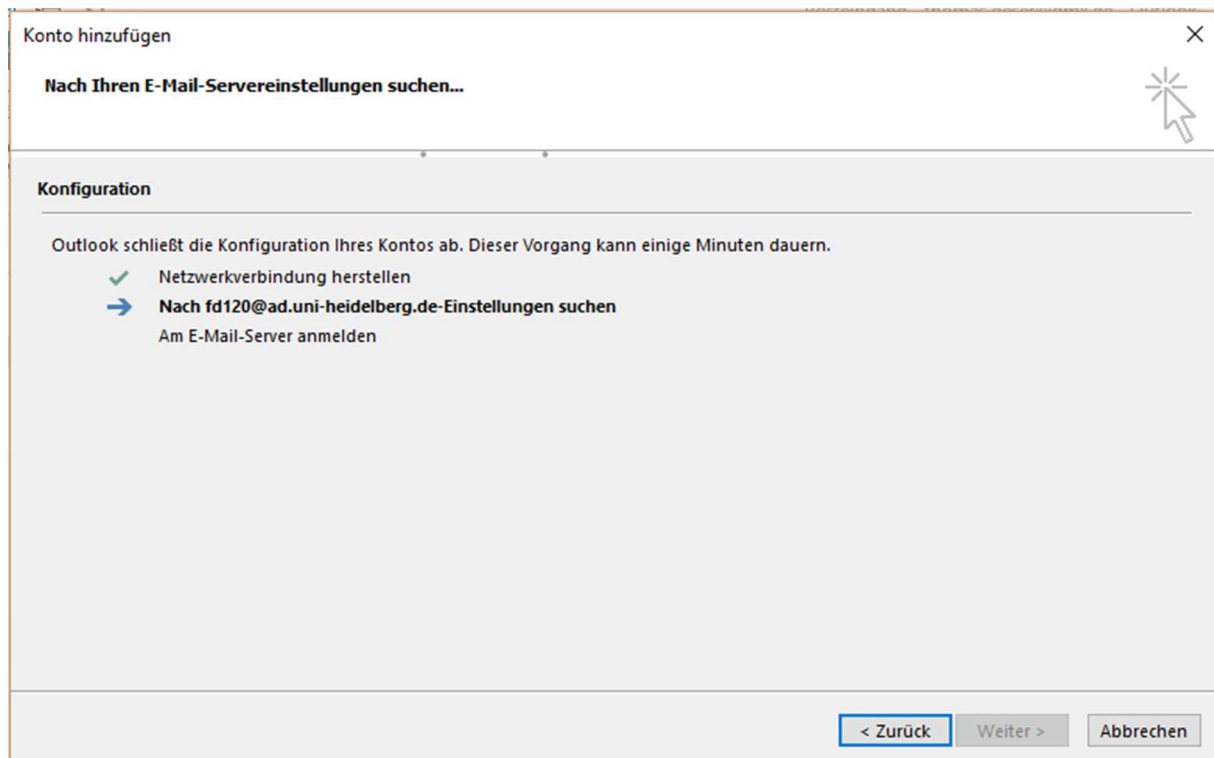 Konto hinzufügen
Nach Ihren E-Mail-Servereinstellungen suchen...
Konfiguration
Outlook schließt die Konfiguration Ihres Kontos ab. Dieser Vorgang kann einige Minuten dauern.
Netzwerkverbindung herstellen
Nach fd120@ad.uni-heidelberg.de-Einstellungen suchen
Am E-Mail-Server anmelden
< Zurück Weiter > Abbrechen